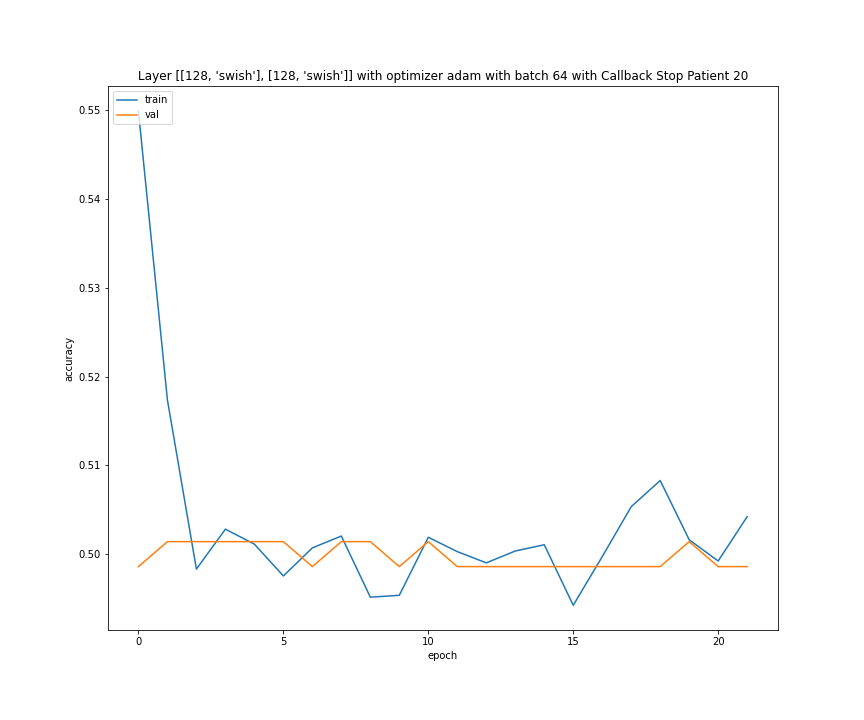 Layer [[128, 'swish'], [128, 'swish']] with optimizer adam with batch 64 with Callback Stop Patient 20
train
val
0.55
0.54
0.53
0.52
0.51
0.50
accuracy
0
5
10
15
20
epoch